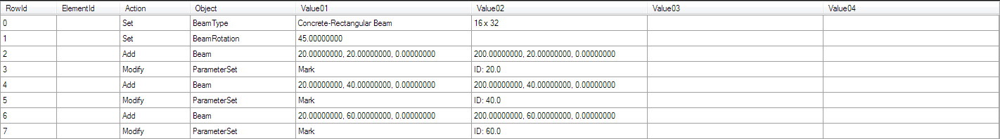 RowId ElementId Action Object Value01 Value02 Value03 Value04
0 Set BeamType Concrete-Rectangular Beam 16 x 32
1 Set BeamRotation 45.00000000
2 Add Beam 20.00000000, 20.00000000, 0.00000000 200.00000000, 20.00000000, 0.00000000
3 Modify ParameterSet Mark ID: 20.0
4 Add Beam 20.00000000, 40.00000000, 0.00000000 200.00000000, 40.00000000, 0.00000000
5 Modify ParameterSet Mark ID: 40.0
6 Add Beam 20.00000000, 60.00000000, 0.00000000 200.00000000, 60.00000000, 0.00000000
7 Modify ParameterSet Mark ID: 60.0